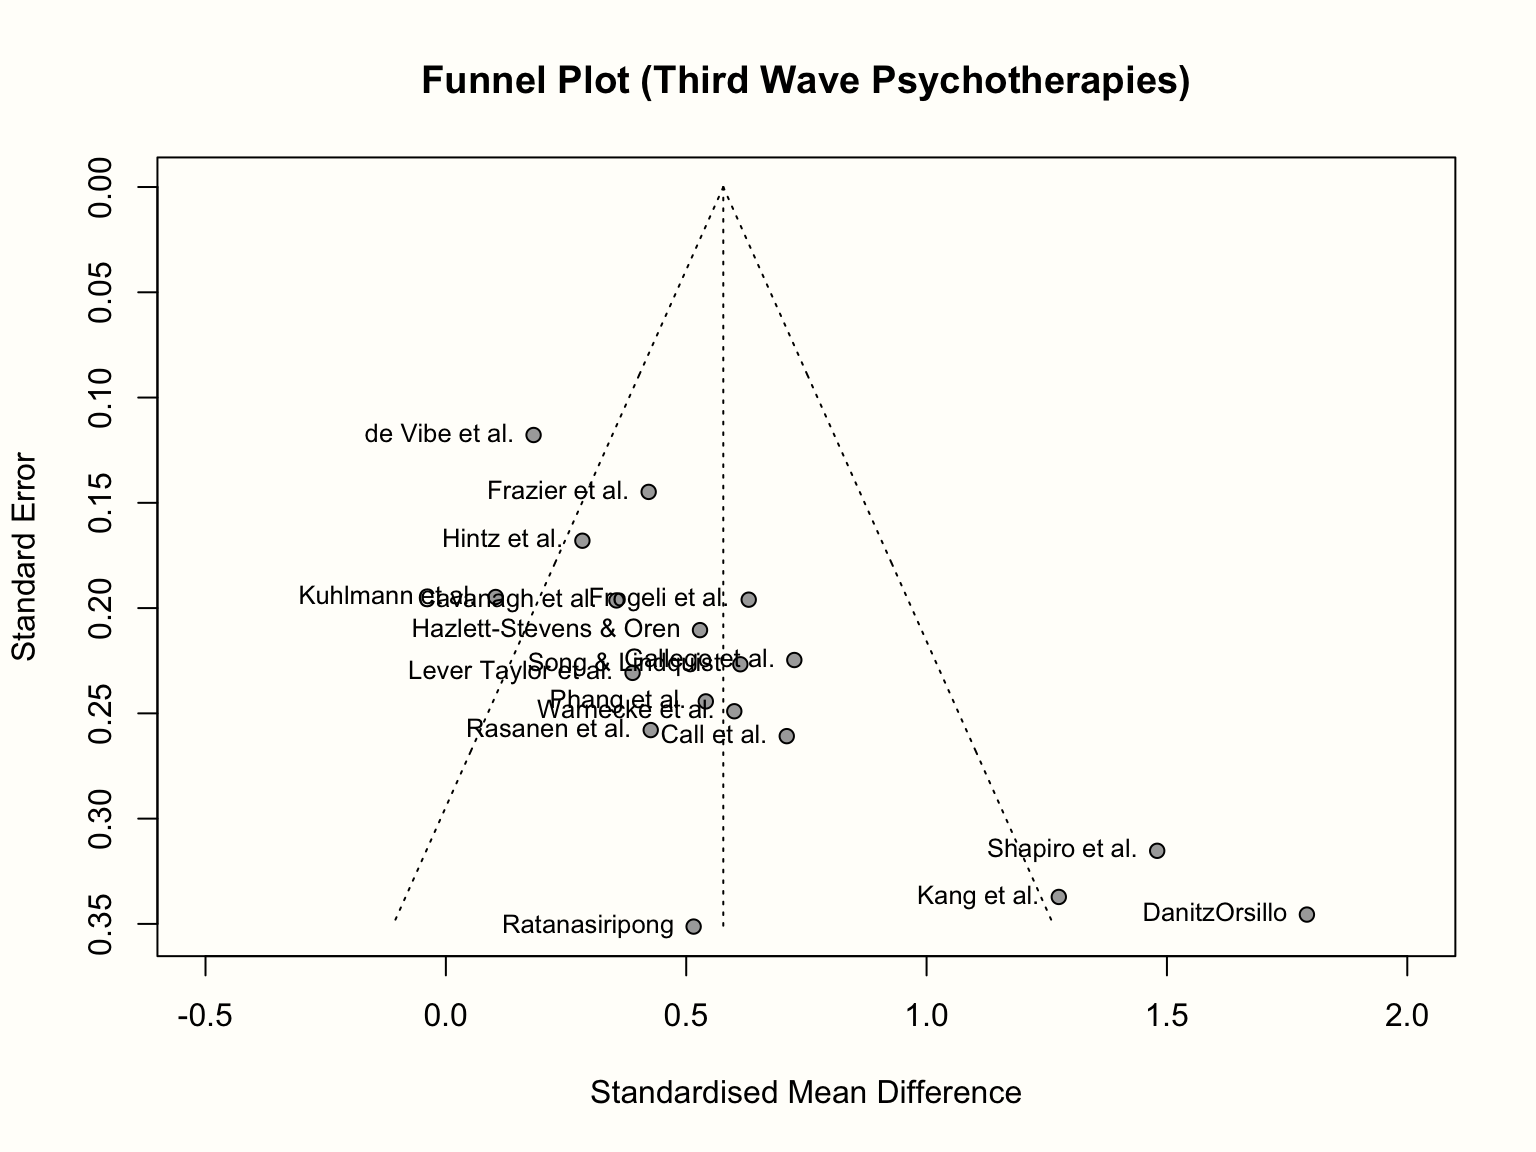 Funnel Plot (Third Wave Psychotherapies)
Standard Error
0.00
0.05
0.10
0.15
0.20
0.25
0.30
0.35
de Vibe et al.
Frazier et al.
Hintz et al.
Kuhlmann et al.
Cavanagh et al.
Frogeli et al.
Hazlett-Stevens & Oren
Gallego et al.
Song & Lindquist
Lever Taylor et al.
Phang et al.
Warnecke et al.
Rasanen et al.
Call et al.
Shapiro et al.
Kang et al.
DanitzOrsillo
Ratanasiripong
-0.5 0.0 0.5 1.0 1.5 2.0
Standardised Mean Difference